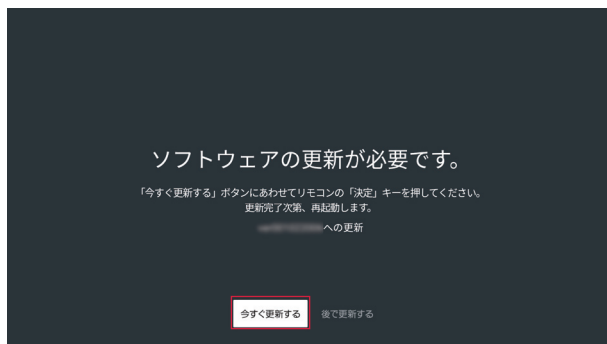 ソフトウェアの更新が必要です。
「今すぐ更新する」ボタンにあわせてリモコンの「決定」キーを押してください。
更新完了次第、再起動します。
への更新
今すぐ更新する
後で更新する